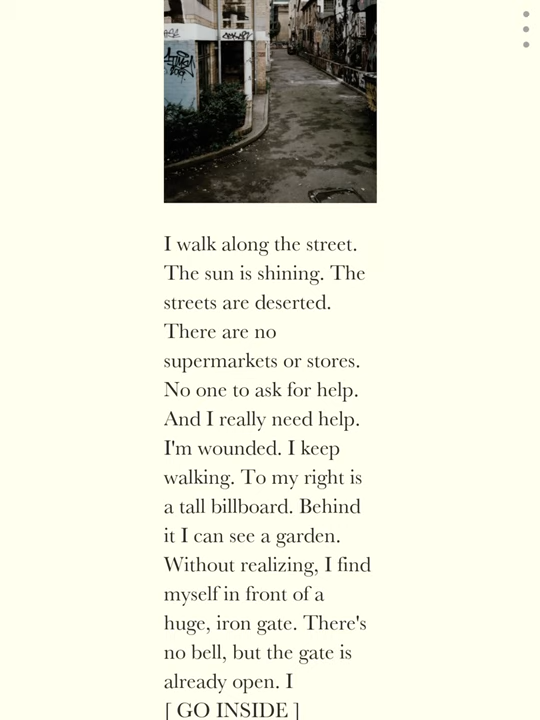 I walk along the street.
The sun is shining. The
streets are deserted.
There are no
supermarkets or stores.
No one to ask for help.
And I really need help.
I'm wounded. I keep
walking. To my right is
a tall billboard. Behind
it I can see a garden.
Without realizing, I find
myself in front of a
huge, iron gate. There's
no bell, but the gate is
already open. I
[ GO INSIDE ]